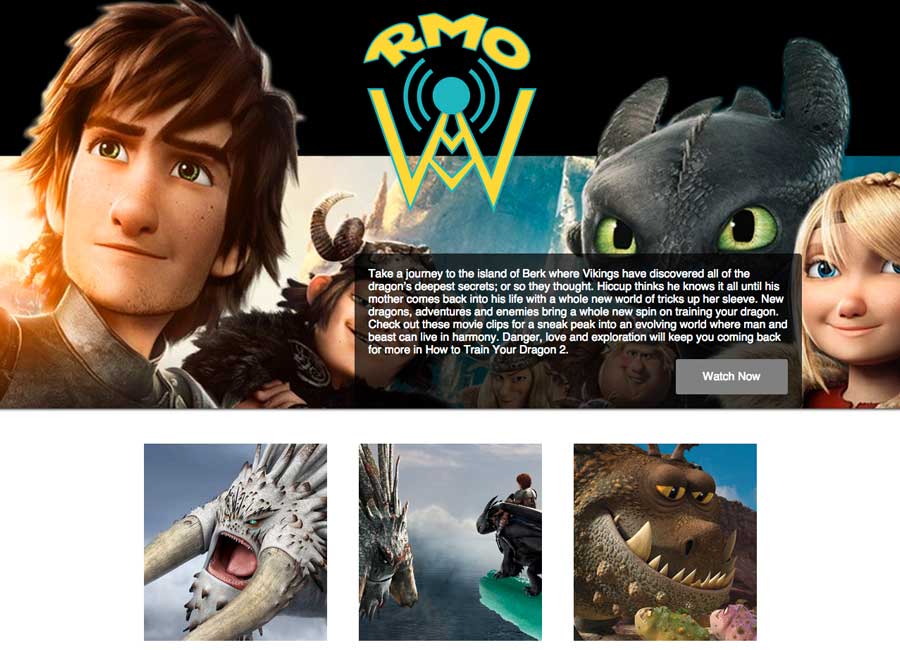 RMO
W
Take a journey to the island of Berk where Vikings have discovered all of the
dragon's deepest secrets; or so they thought. Hiccup thinks he knows it all until his
mother comes back into his life with a whole new world of tricks up her sleeve. New
dragons, adventures and enemies bring a whole new spin on training your dragon.
Check out these movie clips for a sneak peak into an evolving world where man and
beast can live in harmony. Danger, love and exploration will keep you coming back
for more in How to Train Your Dragon 2.
Watch Now